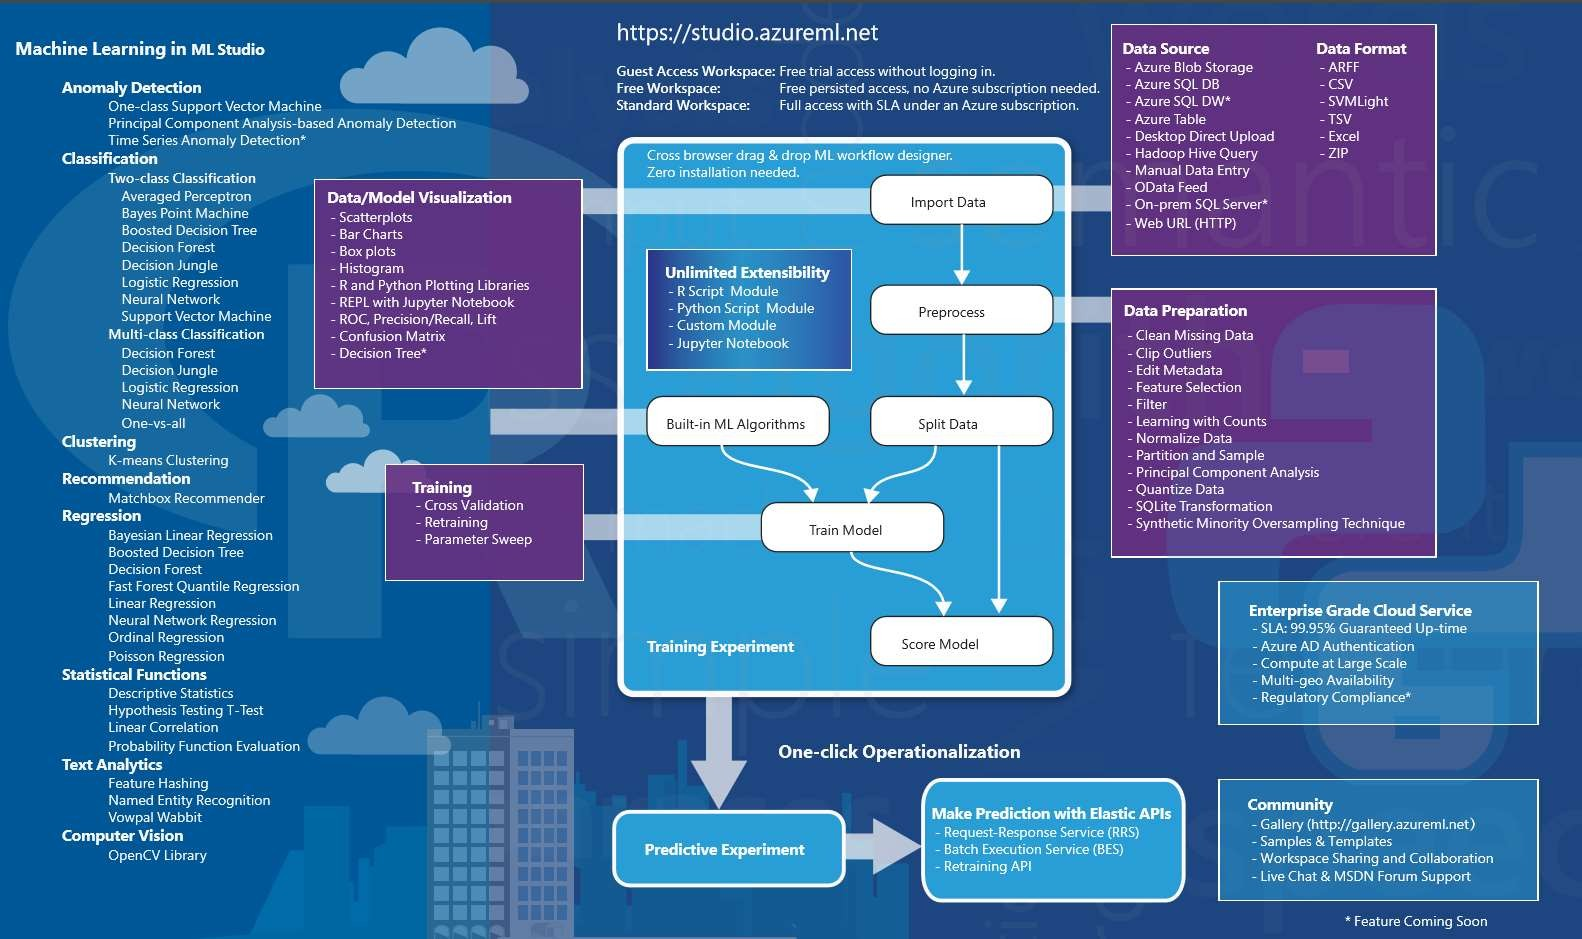 Machine Learning in ML Studio
Anomaly Detection
One-class Support Vector Machine
Principal Component Analysis-based Anomaly Detection
Time Series Anomaly Detection*
Classification
Two-class Classification
Averaged Perceptron
Bayes Point Machine
Boosted Decision Tree
Decision Forest
Decision Jungle
Logistic Regression
Neural Network
Support Vector Machine
Multi-class Classification
Decision Forest
Decision Jungle
Logistic Regression
Neural Network
One-vs-all
Clustering
K-means Clustering
Recommendation
Matchbox Recommender
Regression
Bayesian Linear Regression
Boosted Decision Tree
Decision Forest
Fast Forest Quantile Regression
Linear Regression
Neural Network Regression
Ordinal Regression
Poisson Regression
Statistical Functions
Descriptive Statistics
Hypothesis Testing T-Test
Linear Correlation
Probability Function Evaluation
Text Analytics
Feature Hashing
Named Entity Recognition
Vowpal Wabbit
Computer Vision
OpenCV Library
Data/Model Visualization
- Scatterplots
- Bar Charts
- Box plots
- Histogram
- R and Python Plotting Libraries
- REPL with Jupyter Notebook
- ROC, Precision/Recall, Lift
- Confusion Matrix
- Decision Tree*
Training
- Cross Validation
- Retraining
- Parameter Sweep
https://studio.azureml.net
Guest Access Workspace: Free trial access without logging in.
Free Workspace: Free persisted access, no Azure subscription needed.
Standard Workspace: Full access with SLA under an Azure subscription.
Cross browser drag & drop ML workflow designer.
Zero installation needed.
Import Data
Unlimited Extensibility
- R Script Module
- Python Script Module
- Custom Module
- Jupyter Notebook
Preprocess
Built-in ML Algorithms
Split Data
Train Model
Training Experiment
Score Model
One-click Operationalization
Predictive Experiment
Make Prediction with Elastic APIs
- Request-Response Service (RRS)
- Batch Execution Service (BES)
- Retraining API
Data Source
- Azure Blob Storage
- Azure SQL DB
- Azure SQL DW*
- Azure Table
- Desktop Direct Upload
- Hadoop Hive Query
- Manual Data Entry
- OData Feed
- On-prem SQL Server*
- Web URL (HTTP)
Data Format
- ARFF
- CSV
- SVMLight
- TSV
- Excel
- ZIP
Data Preparation
- Clean Missing Data
- Clip Outliers
- Edit Metadata
- Feature Selection
- Filter
- Learning with Counts
- Normalize Data
- Partition and Sample
- Principal Component Analysis
- Quantize Data
- SQLite Transformation
- Synthetic Minority Oversampling Technique
Enterprise Grade Cloud Service
- SLA: 99.95% Guaranteed Up-time
- Azure AD Authentication
- Compute at Large Scale
- Multi-geo Availability
- Regulatory Compliance*
Community
- Gallery (http://gallery.azureml.net)
- Samples & Templates
- Workspace Sharing and Collaboration
- Live Chat & MSDN Forum Support
* Feature Coming Soon